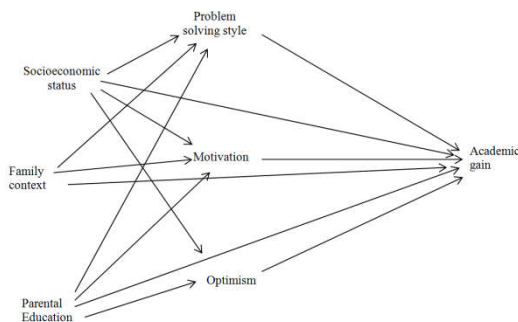 Problem
solving style
Socioeconomic
status
Motivation
Academic
gain
Family
context
Optimism
Parental
Education